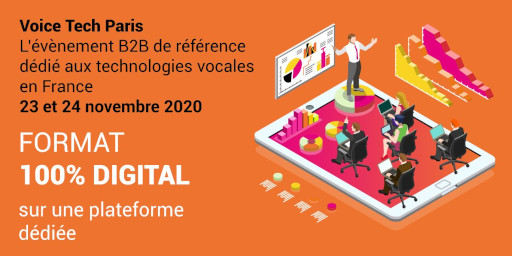 Voice Tech Paris
L'évènement B2B de référence
dédié aux technologies vocales
en France
23 et 24 novembre 2020
FORMAT
100% DIGITAL
sur une plateforme
dédiée